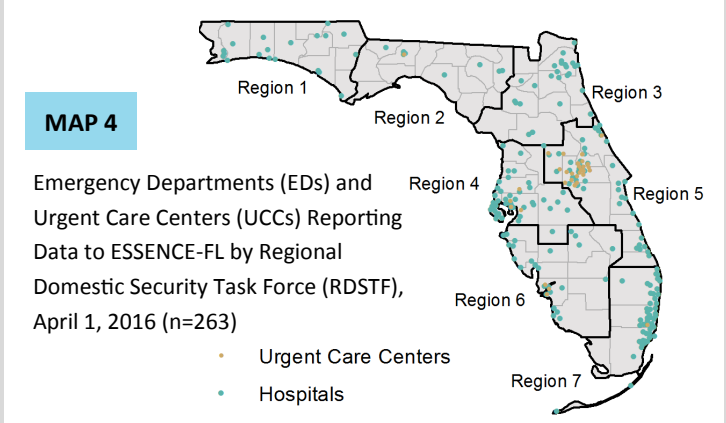 Region 1
Region 2
Region 3
MAP 4
Emergency Departments (EDs) and
Urgent Care Centers (UCCs) Reporting
Data to ESSENCE-FL by Regional
Domestic Security Task Force (RDSTF),
April 1, 2016 (n=263)
Region 4
Region 5
Region 6
Urgent Care Centers
Hospitals
Region 7